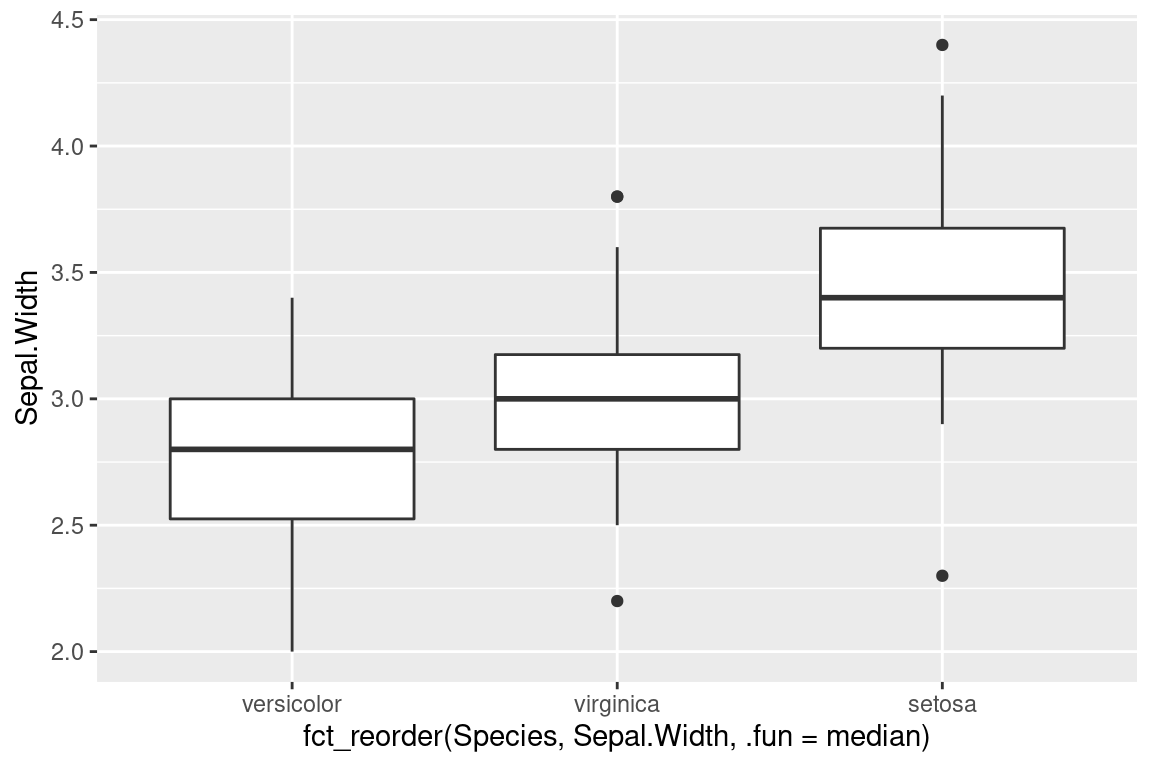 4.5
4.0
3.5
3.0
2.5
2.0
Sepal.Width
versicolor virginica setosa
fct_reorder(Species, Sepal.Width, .fun = median)